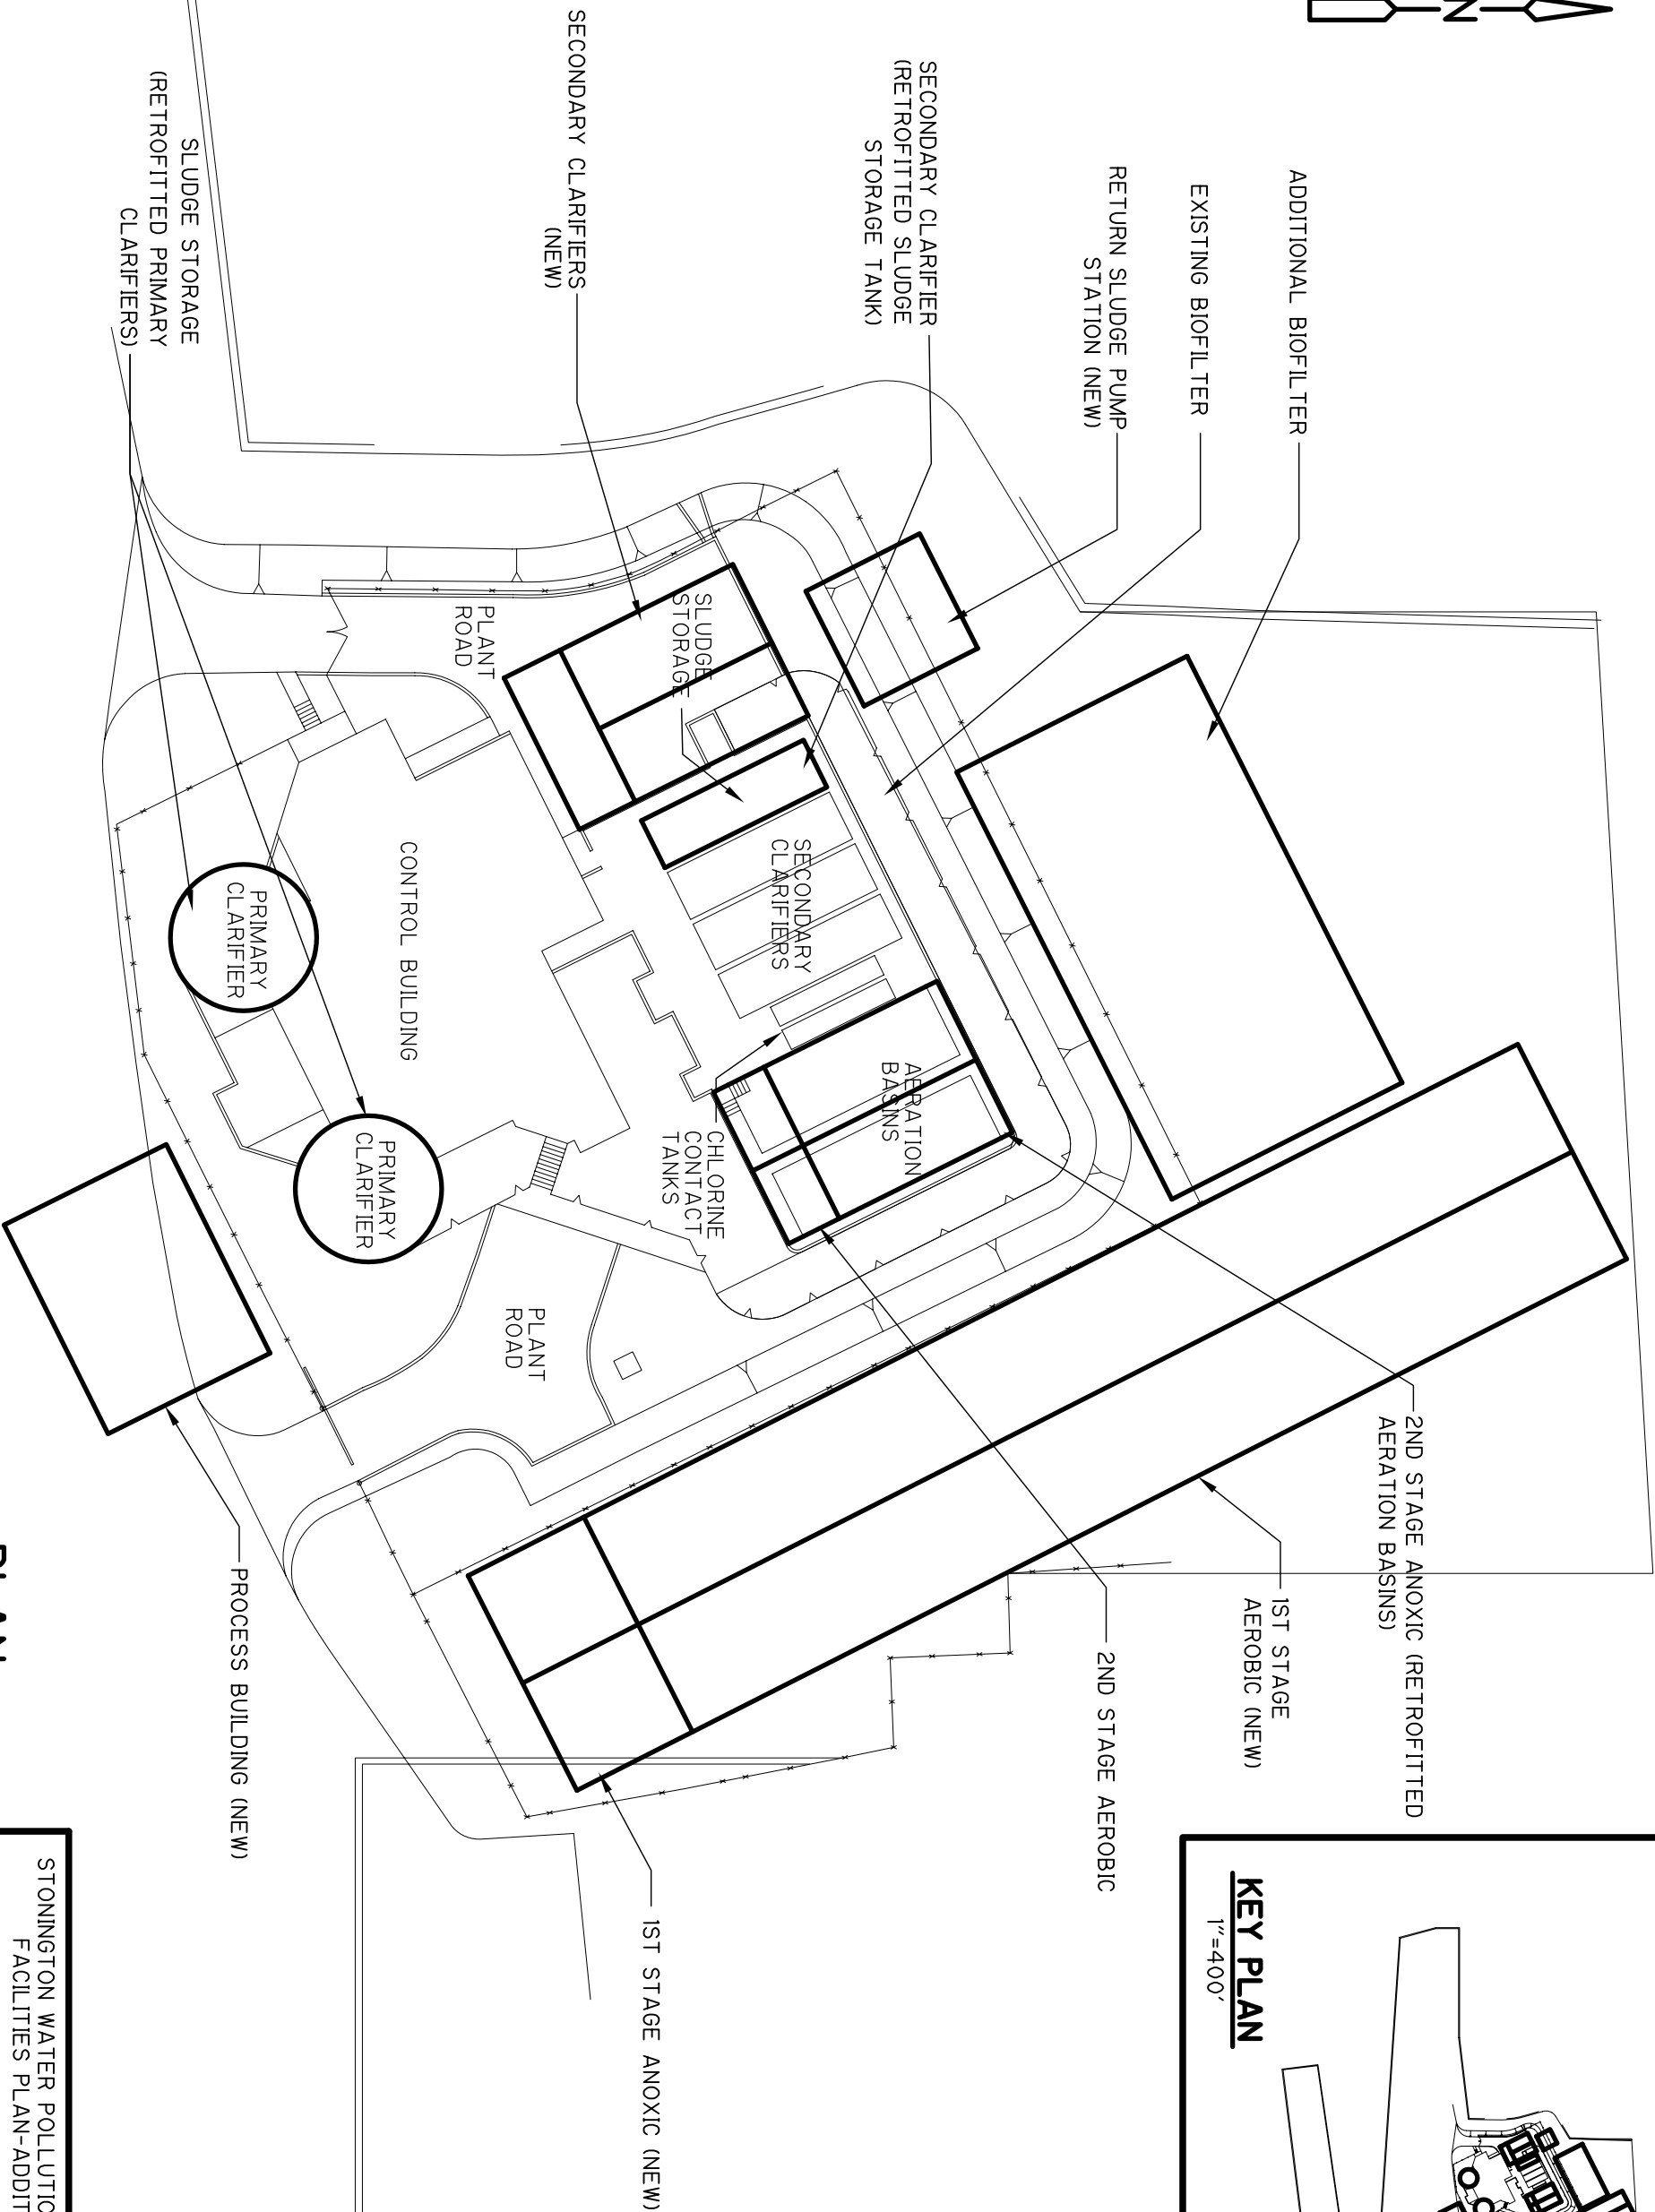 N
ADDITIONAL BIOFILTER
EXISTING BIOFILTER
RETURN SLUDGE PUMP
STATION (NEW)
SECONDARY CLARIFIER
(RETROFITTED SLUDGE
STORAGE TANK)
SECONDARY CLARIFIERS
(NEW)
SLUDGE STORAGE
(RETROFITTED PRIMARY
CLARIFIERS)
SLUDGE
STORAGE
PLANT
ROAD
SECONDARY
CLARIFIERS
CONTROL BUILDING
PRIMARY
CLARIFIER
AERATION
BASINS
CHLORINE
CONTACT
TANKS
PRIMARY
CLARIFIER
PLANT
ROAD
2ND STAGE ANOXIC (RETROFITTED
AERATION BASINS)
1ST STAGE
AEROBIC (NEW)
2ND STAGE AEROBIC
PROCESS BUILDING (NEW)
1ST STAGE ANOXIC (NEW)
PLAN
KEY PLAN
1"=400'
STONINGTON WATER POLLUTIO
FACILITIES PLAN-ADDIT